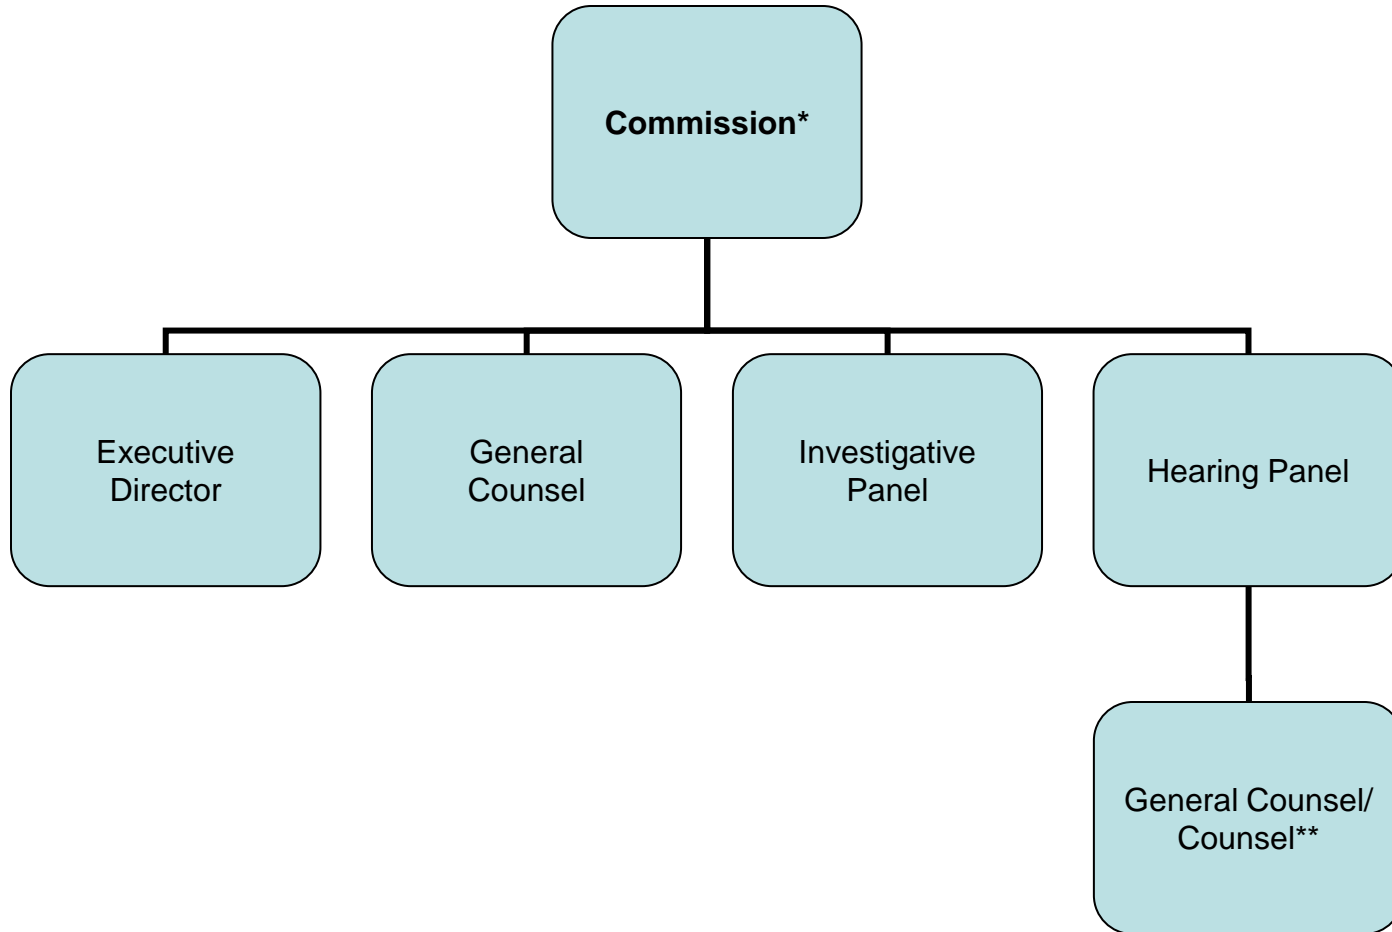 Commission*
Executive
Director
General
Counsel
Investigative
Panel
Hearing Panel
General Counsel/
Counsel**